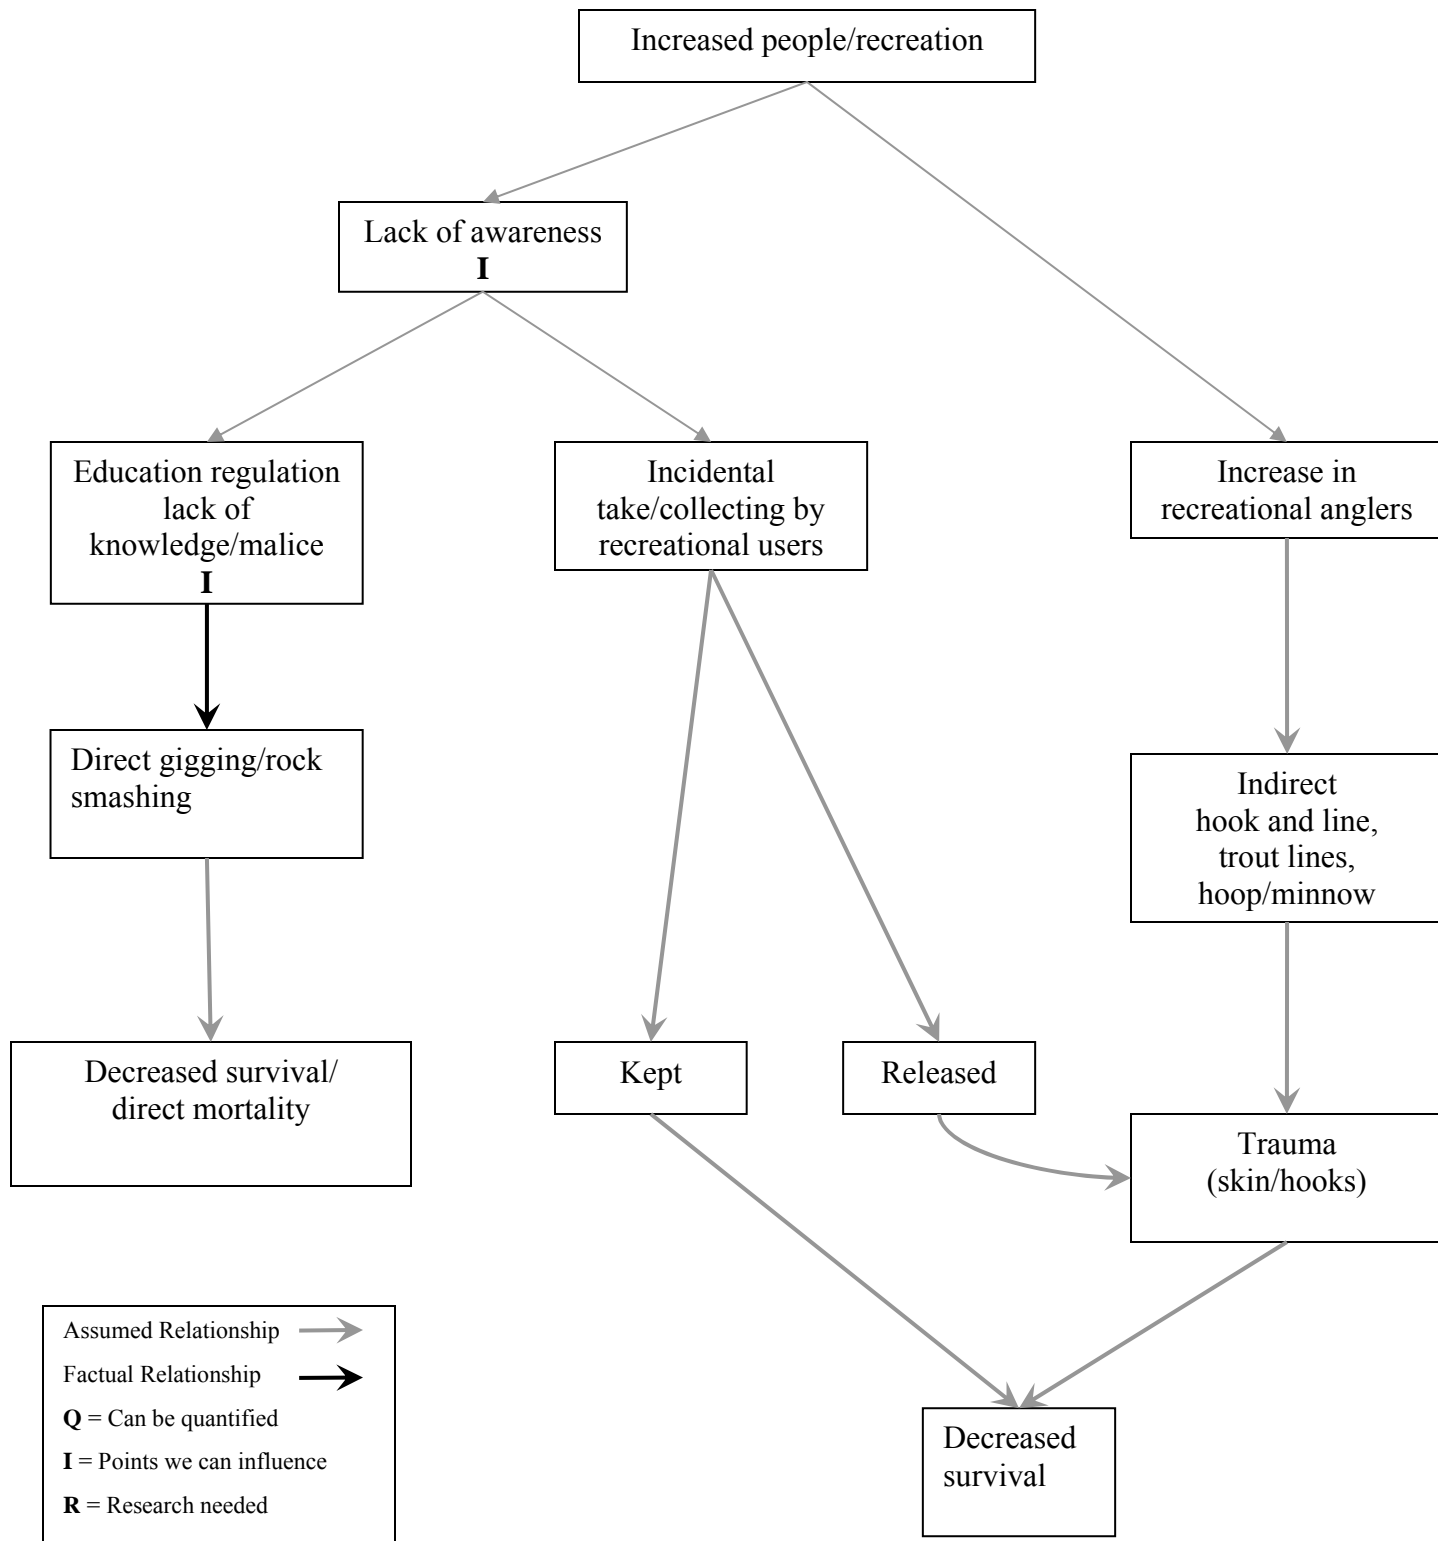 Increased people/recreation
Lack of awareness
I
Education regulation
lack of
knowledge/malice
I
Incidental
take/collecting by
recreational users
Increase in
recreational anglers
Direct gigging/rock
smashing
Indirect
hook and line,
trout lines,
hoop/minnow
Decreased survival/
direct mortality
Kept
Released
Trauma
(skin/hooks)
Decreased
survival
Assumed Relationship
Factual Relationship
Q = Can be quantified
I = Points we can influence
R = Research needed